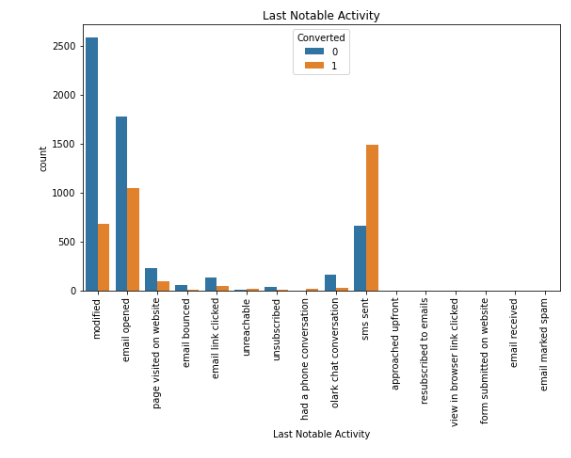 Last Notable Activity
Converted
0
1
count
2500
2000
1500
1000
500
0
modified
email opened
page visited on website
email bounced
email link clicked
unreachable
unsubscribed
had a phone conversation
olark chat conversation
sms sent
approached upfront
resubscribed to emails
view in browser link clicked
form submitted on website
email received
email marked spam
Last Notable Activity